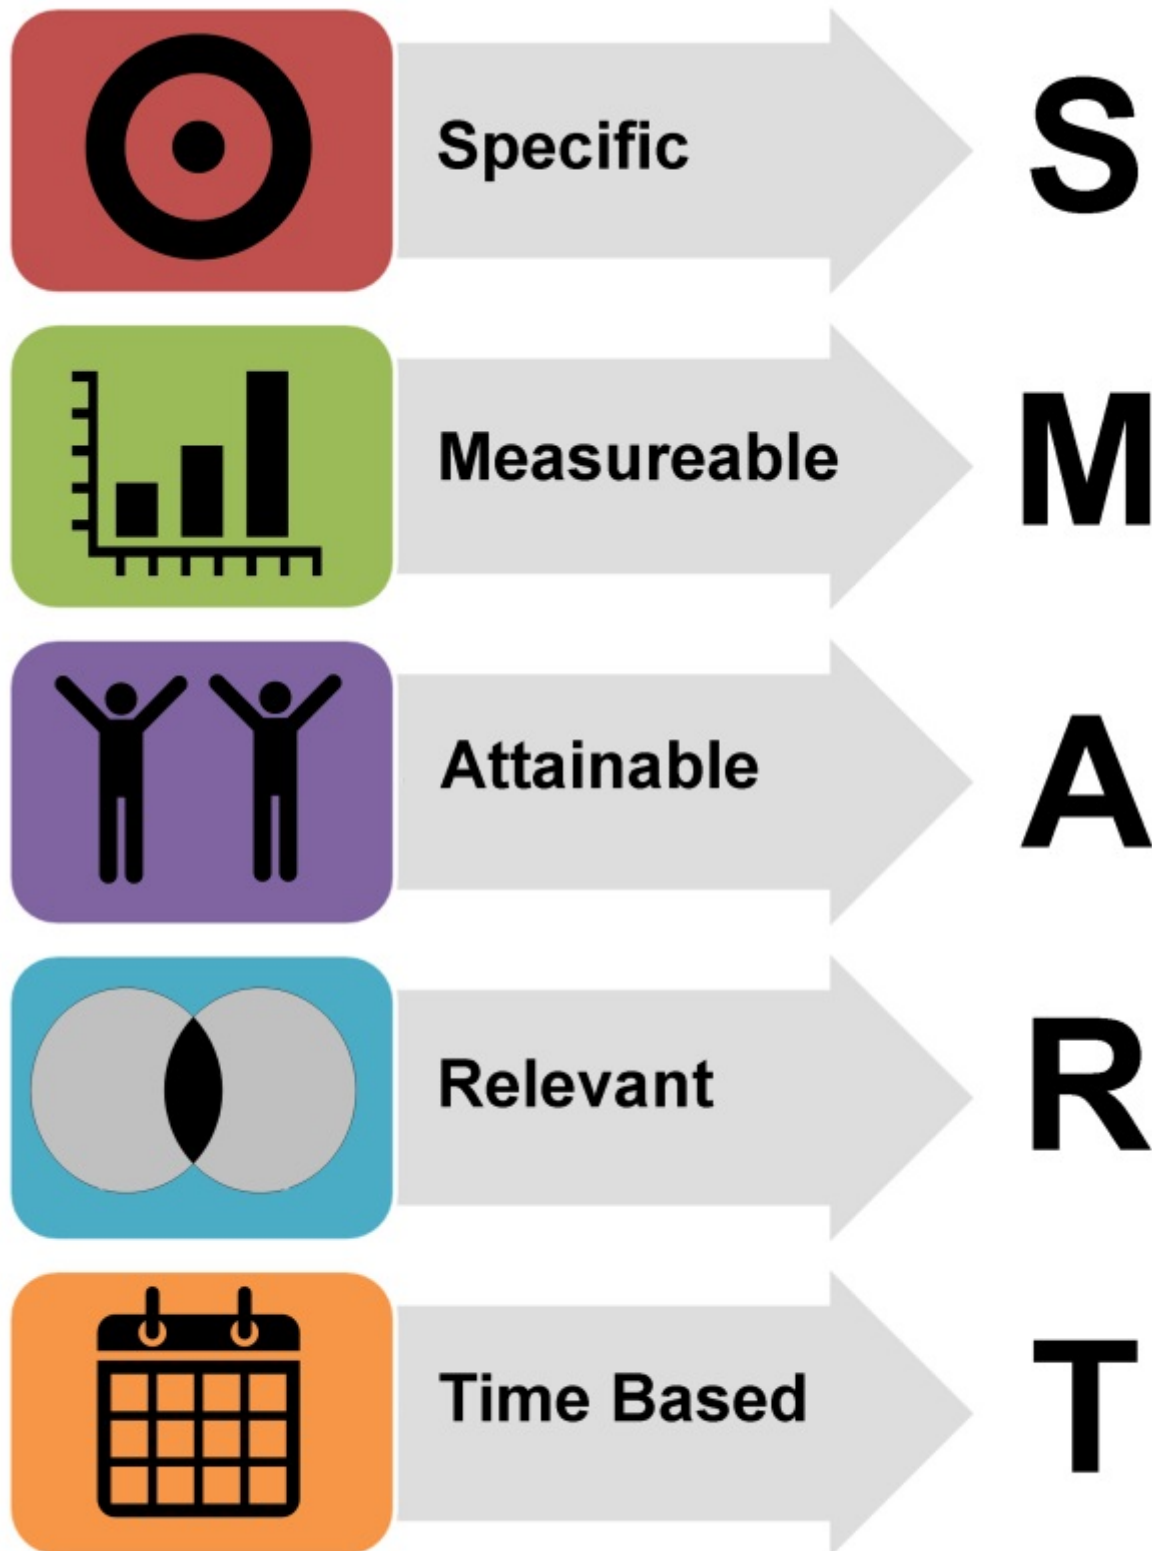 Specific S
Measureable M
Attainable A
Relevant R
Time Based T